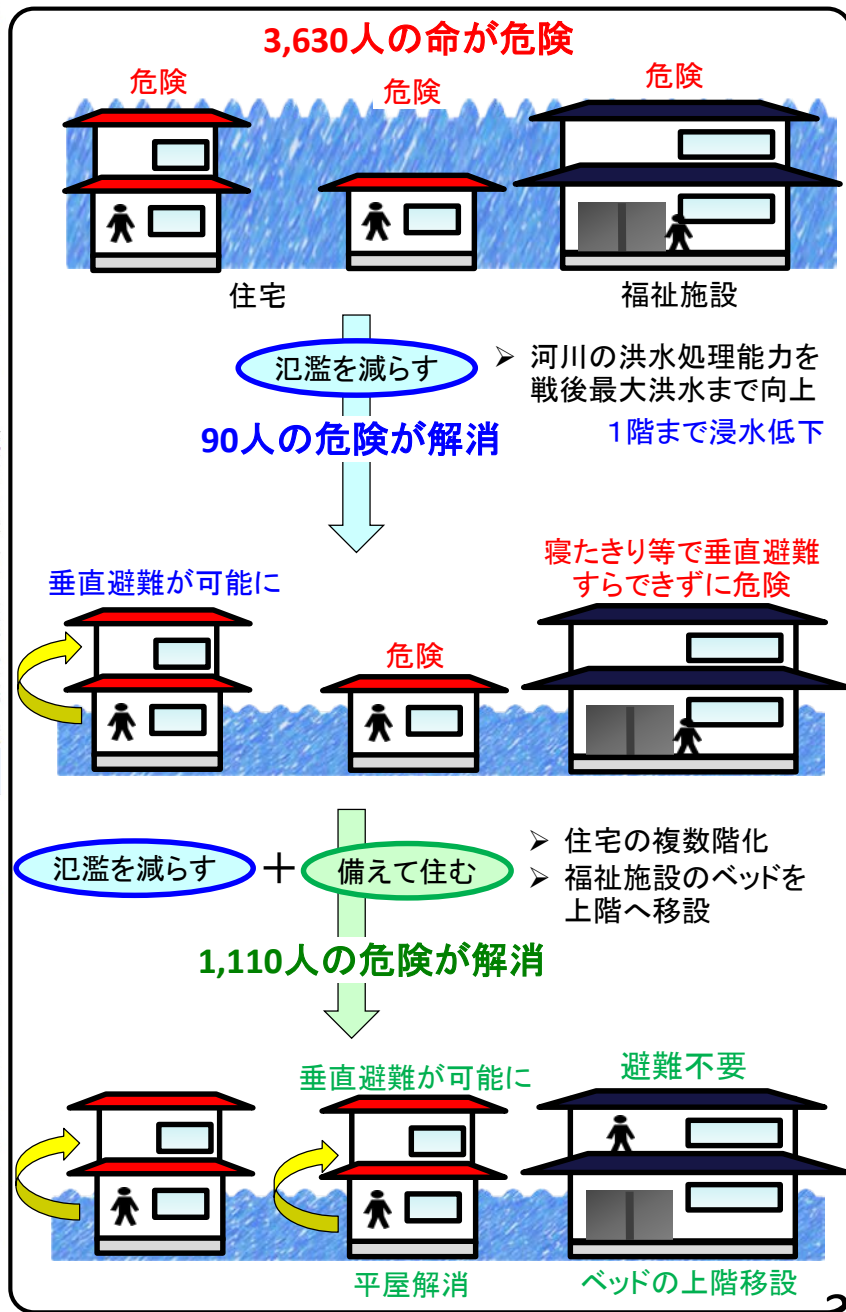 3,630人の命が危険
危険
危険
危険
住宅
福祉施設
氾濫を減らす
➢ 河川の洪水処理能力を
戦後最大洪水まで向上
90人の危険が解消
1階まで浸水低下
垂直避難が可能に
寝たきり等で垂直避難
すらできずに危険
危険
氾濫を減らす
+
備えて住む
➢ 住宅の複数階化
➢ 福祉施設のベッドを
上階へ移設
1,110人の危険が解消
垂直避難が可能に
避難不要
平屋解消
ベッドの上階移設